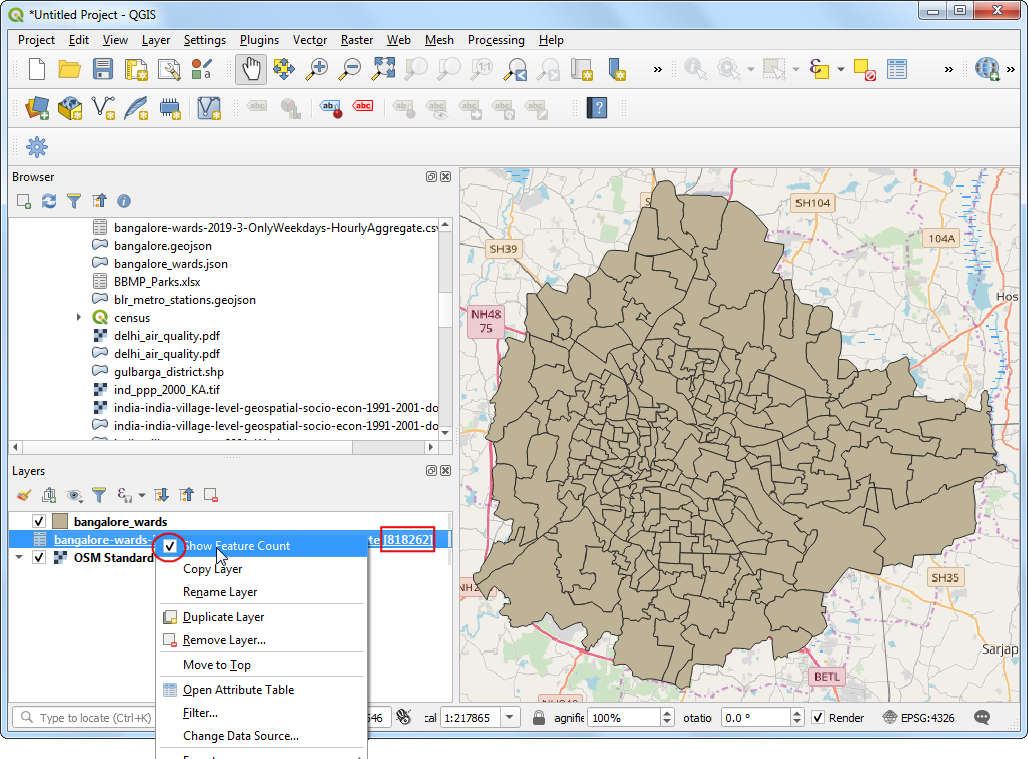 *Untitled Project - QGIS
Project Edit View Layer Settings Plugins Vector Raster Web Mesh Processing Help
Browser
bangalore-wards-2019-3-OnlyWeekdays-HourlyAggregate.csv
bangalore.geojson
bangalore_wards.json
BBMP_Parks.xlsx
blr_metro_stations.geojson
census
delhi_air_quality.pdf
delhi_air_quality.pdf
gulbarga_district.shp
ind_ppp_2000_KA.tif
india-india-village-level-geospatial-socio-econ-1991-2001-do
india-india-village-level-geospatial-socio-econ-1991-2001-do
Layers
bangalore_wards
bangalore-wards- te [818262]
OSM Standard
Show Feature Count
Copy Layer
Rename Layer
Duplicate Layer
Remove Layer...
Move to Top
Open Attribute Table
Filter...
Change Data Source...
SH104
104A
SH39
NH48
75
Hos
NH2
SH35
Sarjap
BETL
Type to locate (Ctrl+K) 546 cal 1:217865 agnifie 100% otatio 0.0 ° Render EPSG:4326